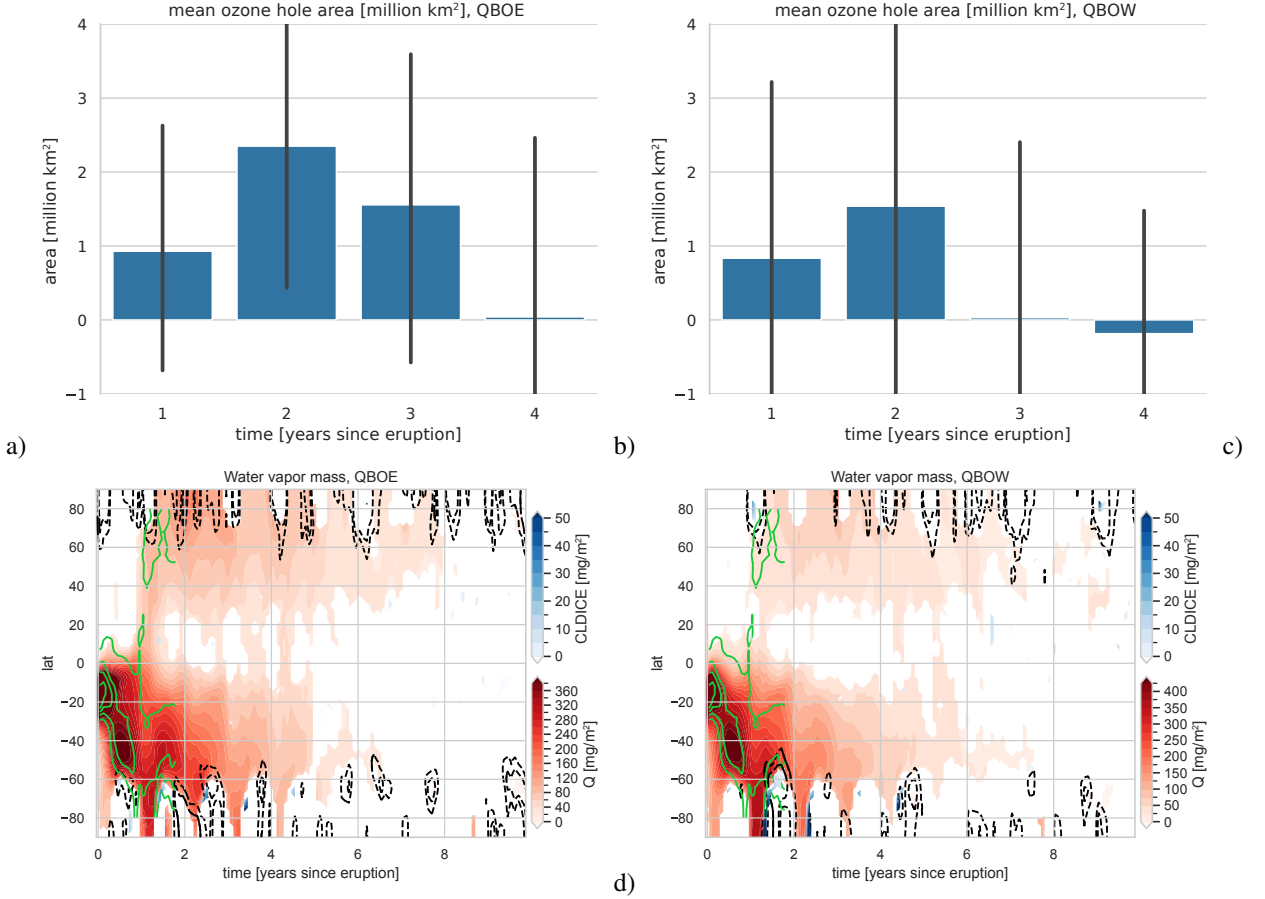 mean ozone hole area [million km²], QBOE
4
3
2
1
0
−1
area [million km²]
1 2 3 4
time [years since eruption]
a)
mean ozone hole area [million km²], QBOW
4
3
2
1
0
−1
area [million km²]
1 2 3 4
time [years since eruption]
b)
c)
Water vapor mass, QBOE
80
60
40
20
0
−20
−40
−60
−80
lat
0 2 4 6 8
time [years since eruption]
50
40
30
20
10
0
CLDICE [mg/m²]
360
320
280
240
200
160
120
80
40
0
Q [mg/m²]
d)
Water vapor mass, QBOW
80
60
40
20
0
−20
−40
−60
−80
lat
0 2 4 6 8
time [years since eruption]
50
40
30
20
10
0
CLDICE [mg/m²]
400
350
300
250
200
150
100
50
0
Q [mg/m²]